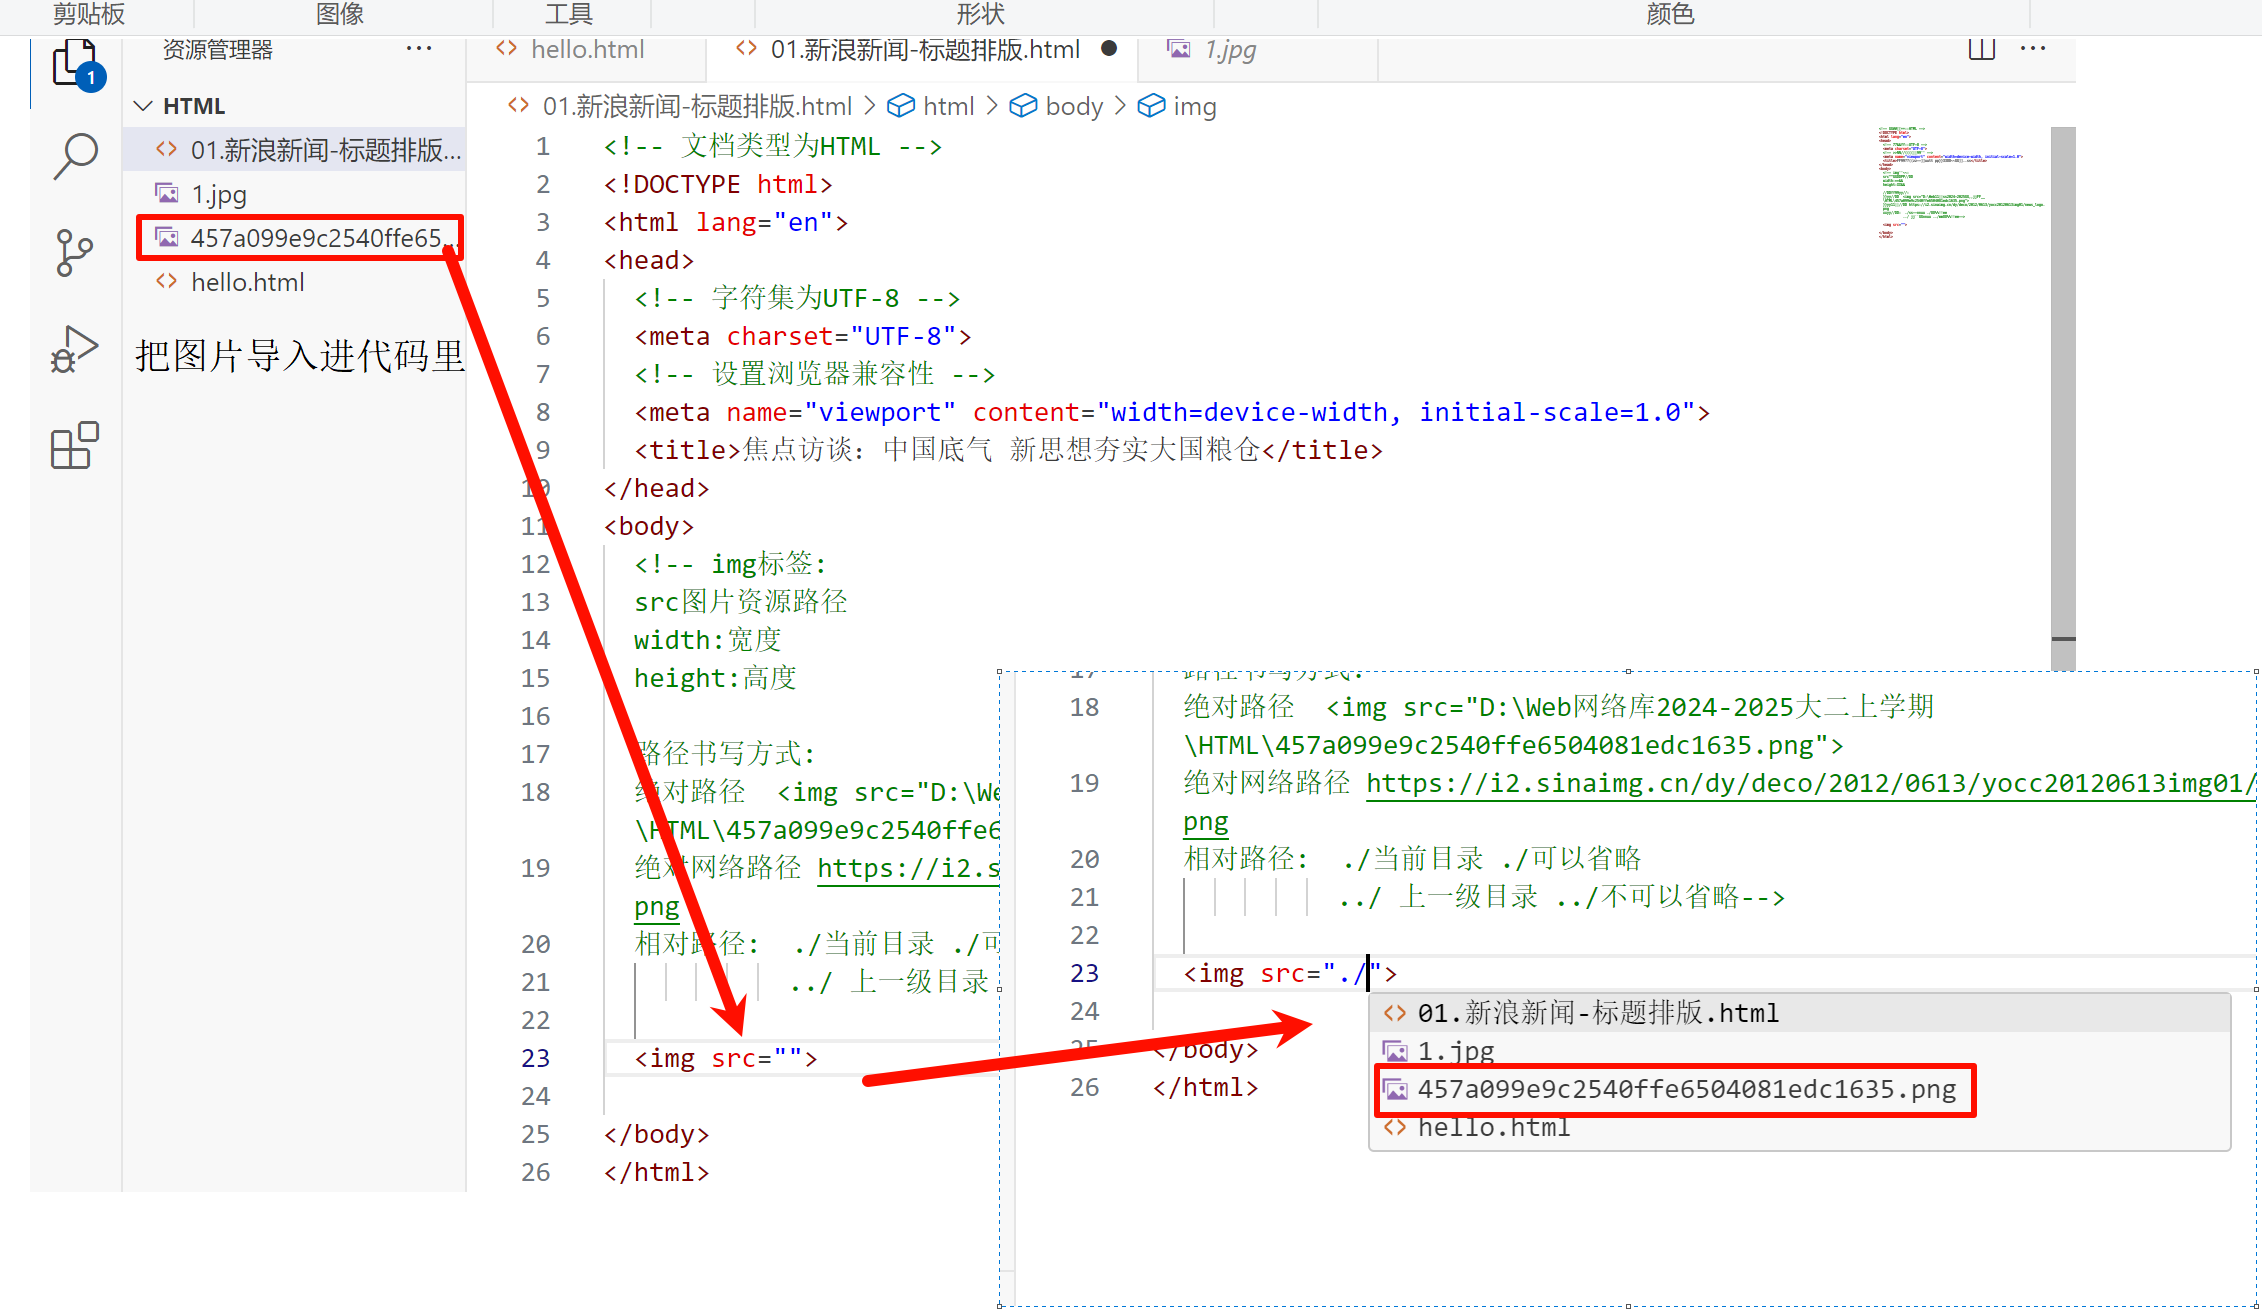 剪贴板 图像 工具 形状 颜色
资源管理器 ··· hello.html 01.新浪新闻-标题排版.html 1.jpg ···
1
HTML
01.新浪新闻-标题排版...
1.jpg
457a099e9c2540ffe65...
hello.html
把图片导入进代码里
01.新浪新闻-标题排版.html > html > body > img
1 <!-- 文档类型为HTML -->
2 <!DOCTYPE html>
3 <html lang="en">
4 <head>
5 <!-- 字符集为UTF-8 -->
6 <meta charset="UTF-8">
7 <!-- 设置浏览器兼容性 -->
8 <meta name="viewport" content="width=device-width, initial-scale=1.0">
9 <title>焦点访谈: 中国底气 新思想夯实大国粮仓</title>
10 </head>
11 <body>
12 <!-- img标签:
13 src图片资源路径
14 width:宽度
15 height:高度
16
17 路径书写方式:
18 绝对路径 <img src="D:\We
\HTML\457a099e9c2540ffe6
19 绝对网络路径 https://i2.s
png
20 相对路径: ./当前目录 ./可
21 ../ 上一级目录
22
23 <img src="">
24
25 </body>
26 </html>
17 路径书写方式:
18 绝对路径 <img src="D:\Web网络库2024-2025大二上学期
\HTML\457a099e9c2540ffe6504081edc1635.png">
19 绝对网络路径 https://i2.sinaimg.cn/dy/deco/2012/0613/yocc20120613img01/
png
20 相对路径: ./当前目录 ./可以省略
21 ../ 上一级目录 ../不可以省略-->
22
23 <img src="./">
24
25 </body>
26 </html>
01.新浪新闻-标题排版.html
1.jpg
457a099e9c2540ffe6504081edc1635.png
hello.html